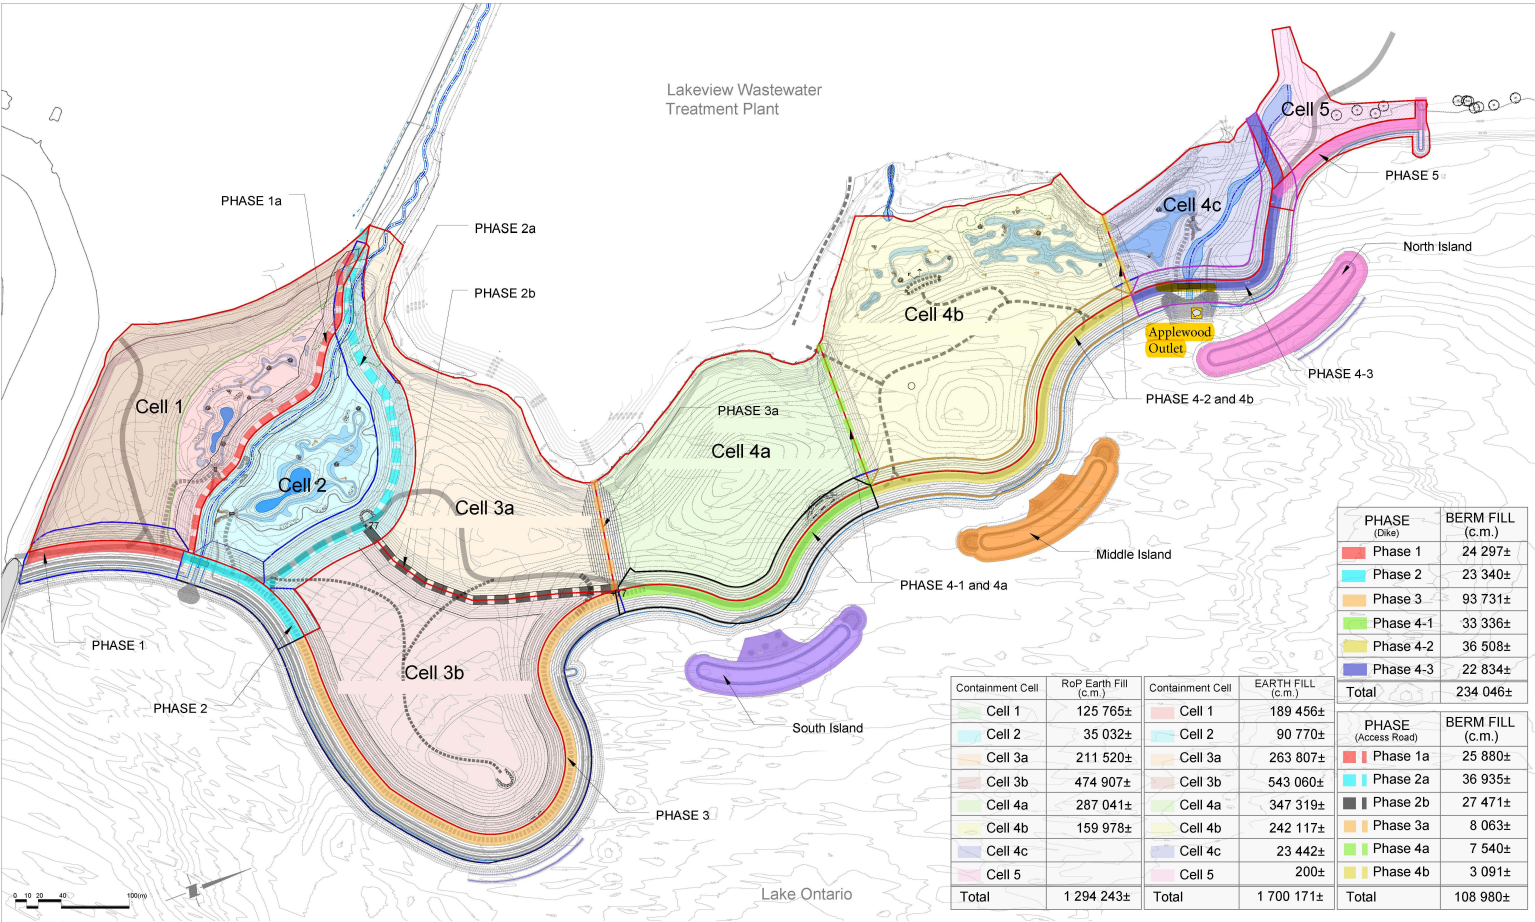 Lakeview Wastewater
Treatment Plant
Cell 5
PHASE 5
PHASE 1a
Cell 4c
PHASE 2a
North Island
PHASE 2b
Cell 4b
Applewood
Outlet
PHASE 4-3
PHASE 4-2 and 4b
Cell 1
PHASE 3a
Cell 4a
Cell 2
Cell 3a
Middle Island
PHASE 4-1 and 4a
PHASE 1
Cell 3b
PHASE 2
South Island
PHASE 3
Lake Ontario
0 10 20 40 100(m)
PHASE (Dike) BERM FILL (c.m.)
Phase 1 24 297±
Phase 2 23 340±
Phase 3 93 731±
Phase 4-1 33 336±
Phase 4-2 36 508±
Phase 4-3 22 834±
Total 234 046±
PHASE (Access Road) BERM FILL (c.m.)
Phase 1a 25 880±
Phase 2a 36 935±
Phase 2b 27 471±
Phase 3a 8 063±
Phase 4a 7 540±
Phase 4b 3 091±
Total 108 980±
Containment Cell RoP Earth Fill (c.m.) Containment Cell EARTH FILL (c.m.)
Cell 1 125 765± Cell 1 189 456±
Cell 2 35 032± Cell 2 90 770±
Cell 3a 211 520± Cell 3a 263 807±
Cell 3b 474 907± Cell 3b 543 060±
Cell 4a 287 041± Cell 4a 347 319±
Cell 4b 159 978± Cell 4b 242 117±
Cell 4c Cell 4c 23 442±
Cell 5 Cell 5 200±
Total 1 294 243± Total 1 700 171±